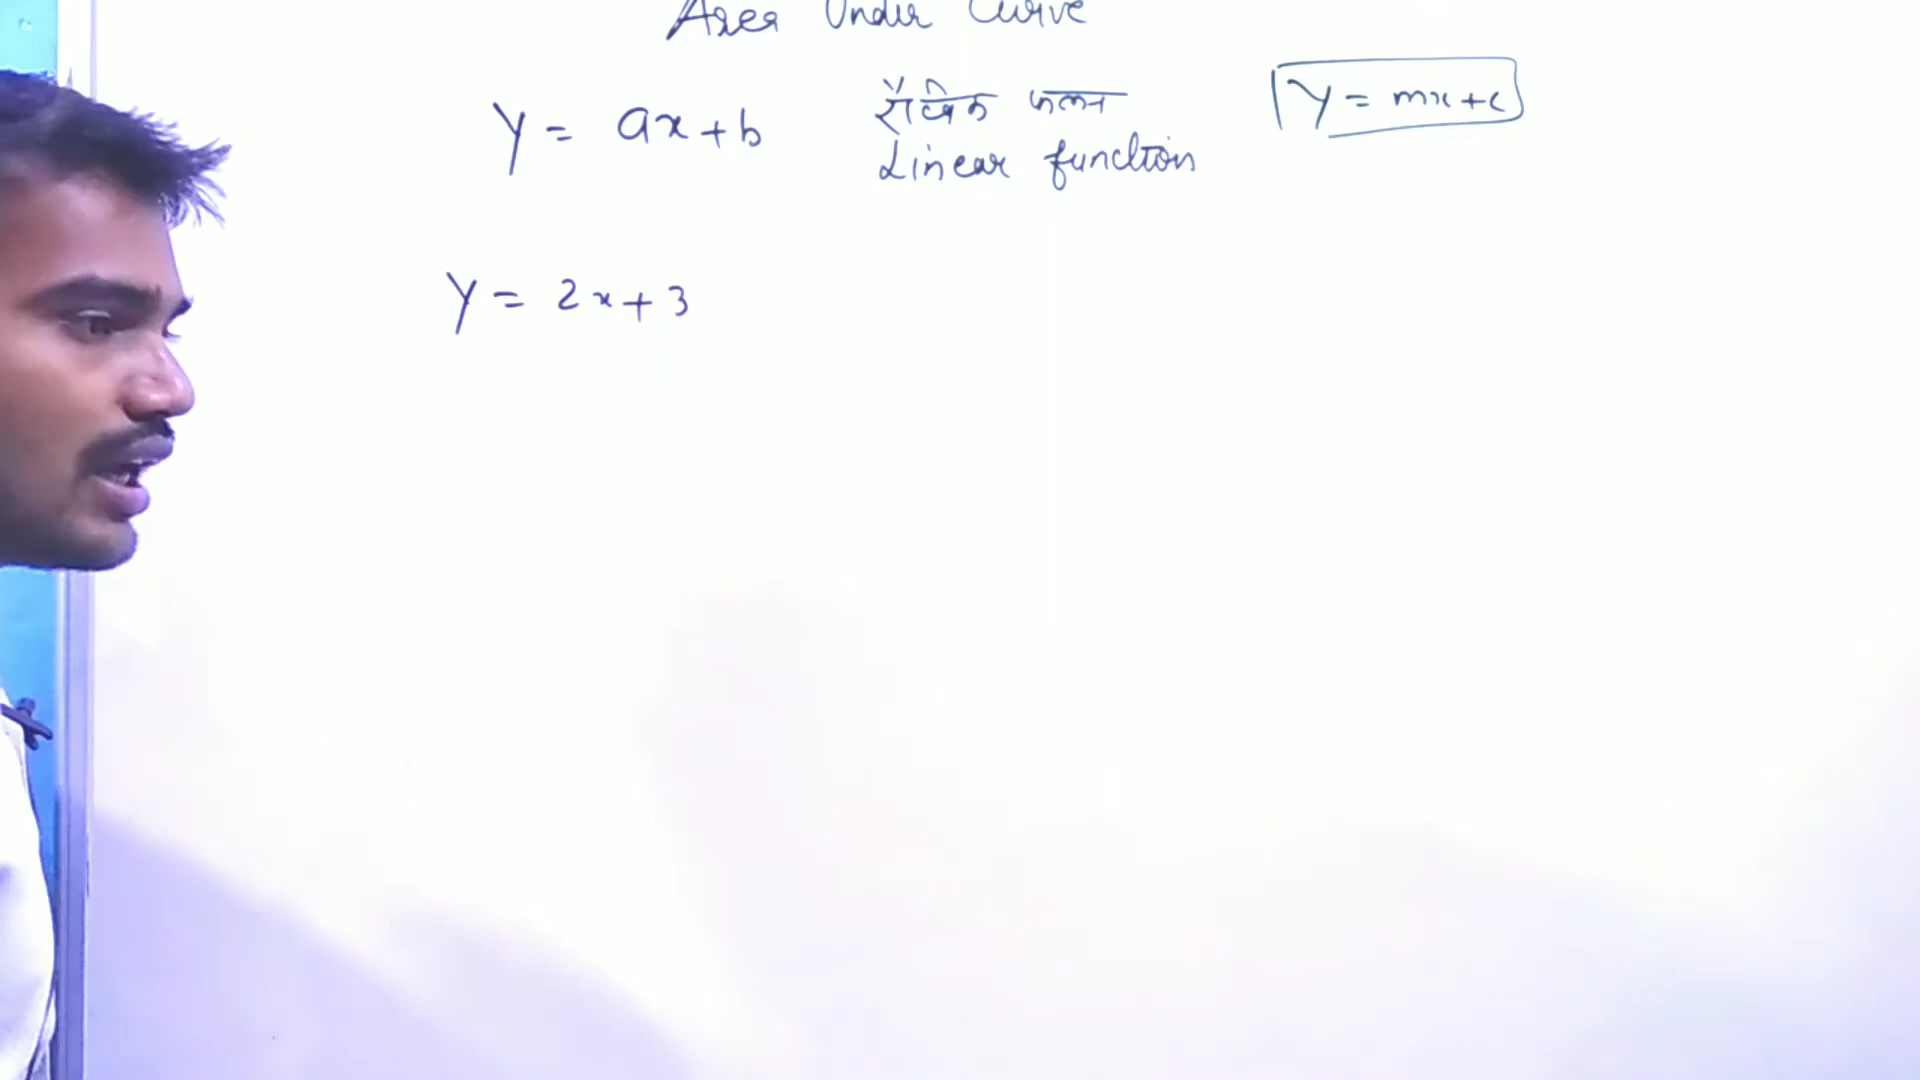 Area Under Curve
y = ax + b
रैखिक फलन
Linear function
y = mx + c
y = 2x + 3